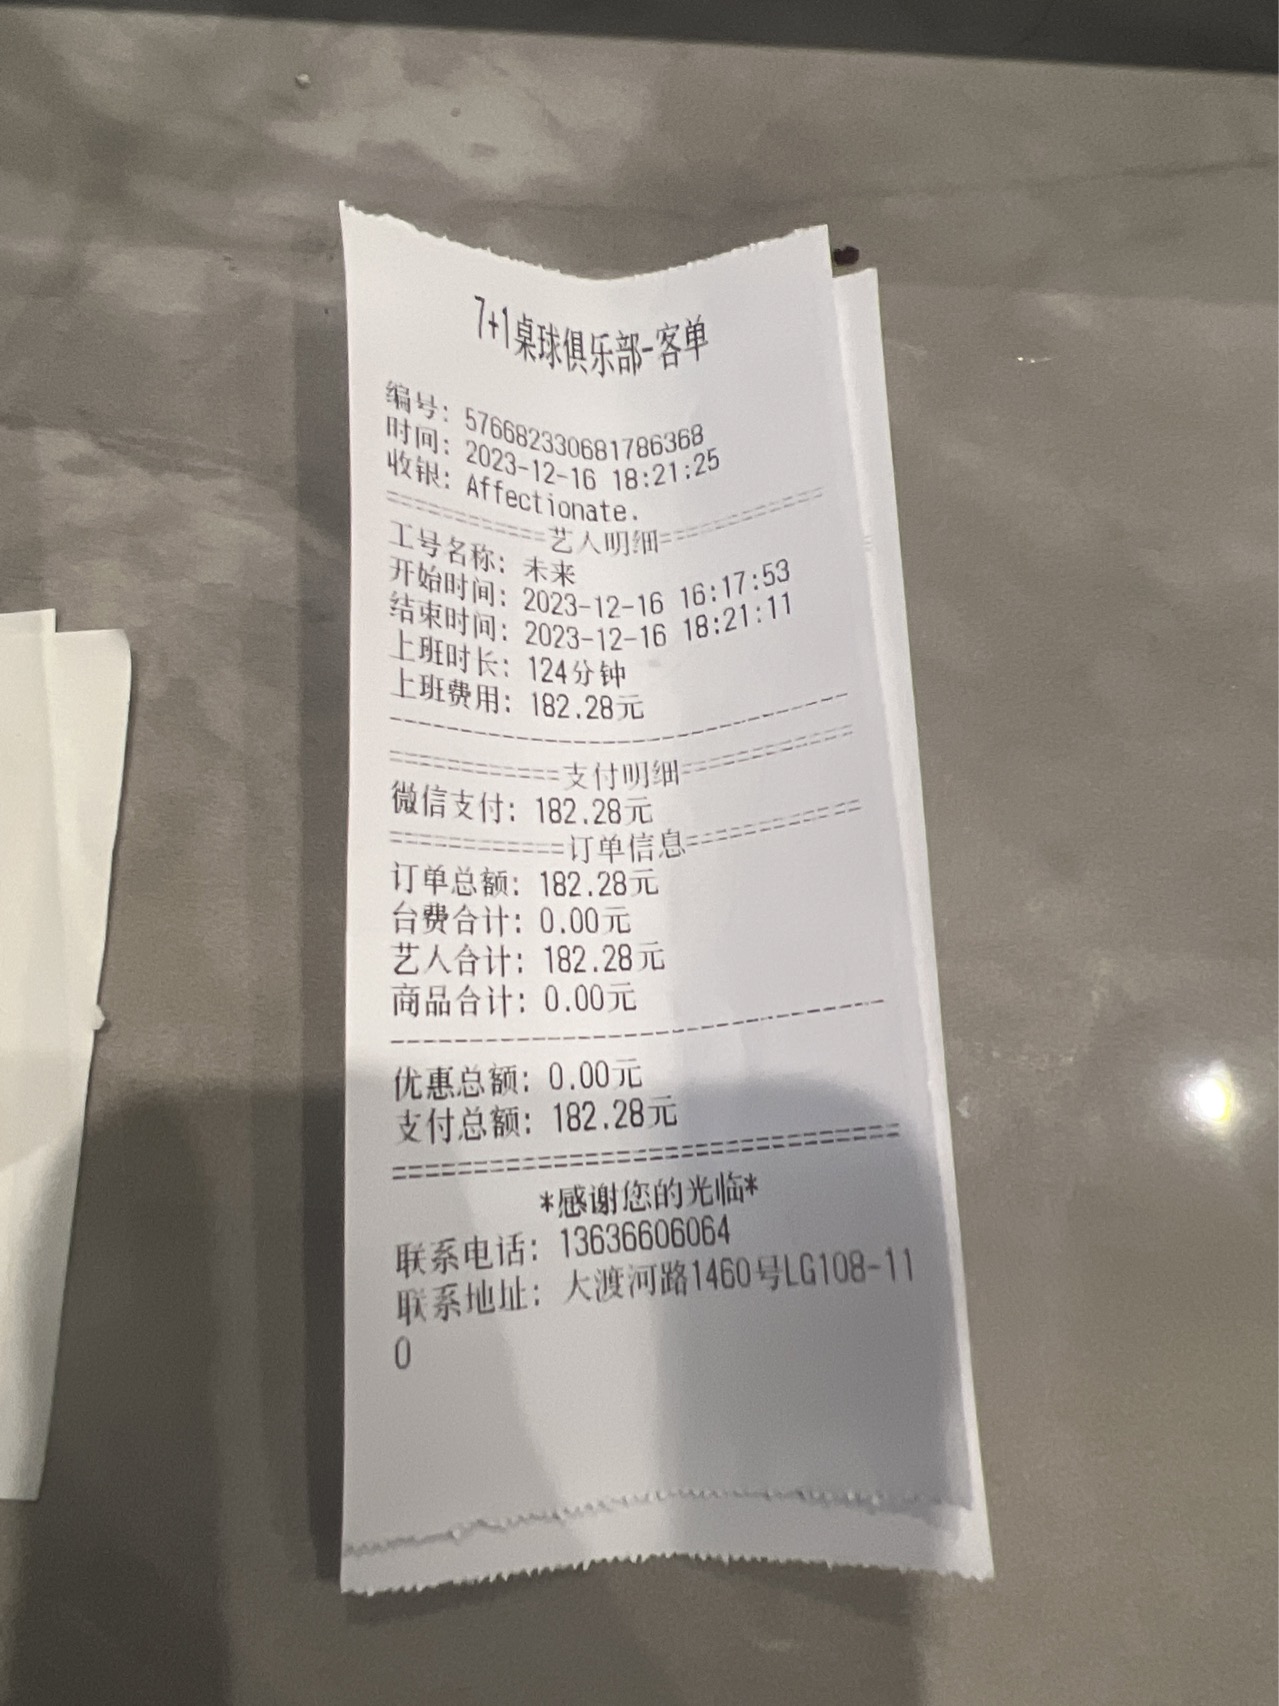 7+1桌球俱乐部-客单
编号: 576682330681786368
时间: 2023-12-16 18:21:25
收银: Affectionate.
===========艺人明细===========
工号名称: 未来
开始时间: 2023-12-16 16:17:53
结束时间: 2023-12-16 18:21:11
上班时长: 124分钟
上班费用: 182.28元
--------------------------------
===========支付明细===========
微信支付: 182.28元
===========订单信息===========
订单总额: 182.28元
台费合计: 0.00元
艺人合计: 182.28元
商品合计: 0.00元
--------------------------------
优惠总额: 0.00元
支付总额: 182.28元
================================
*感谢您的光临*
联系电话: 13636606064
联系地址: 大渡河路1460号LG108-11
0